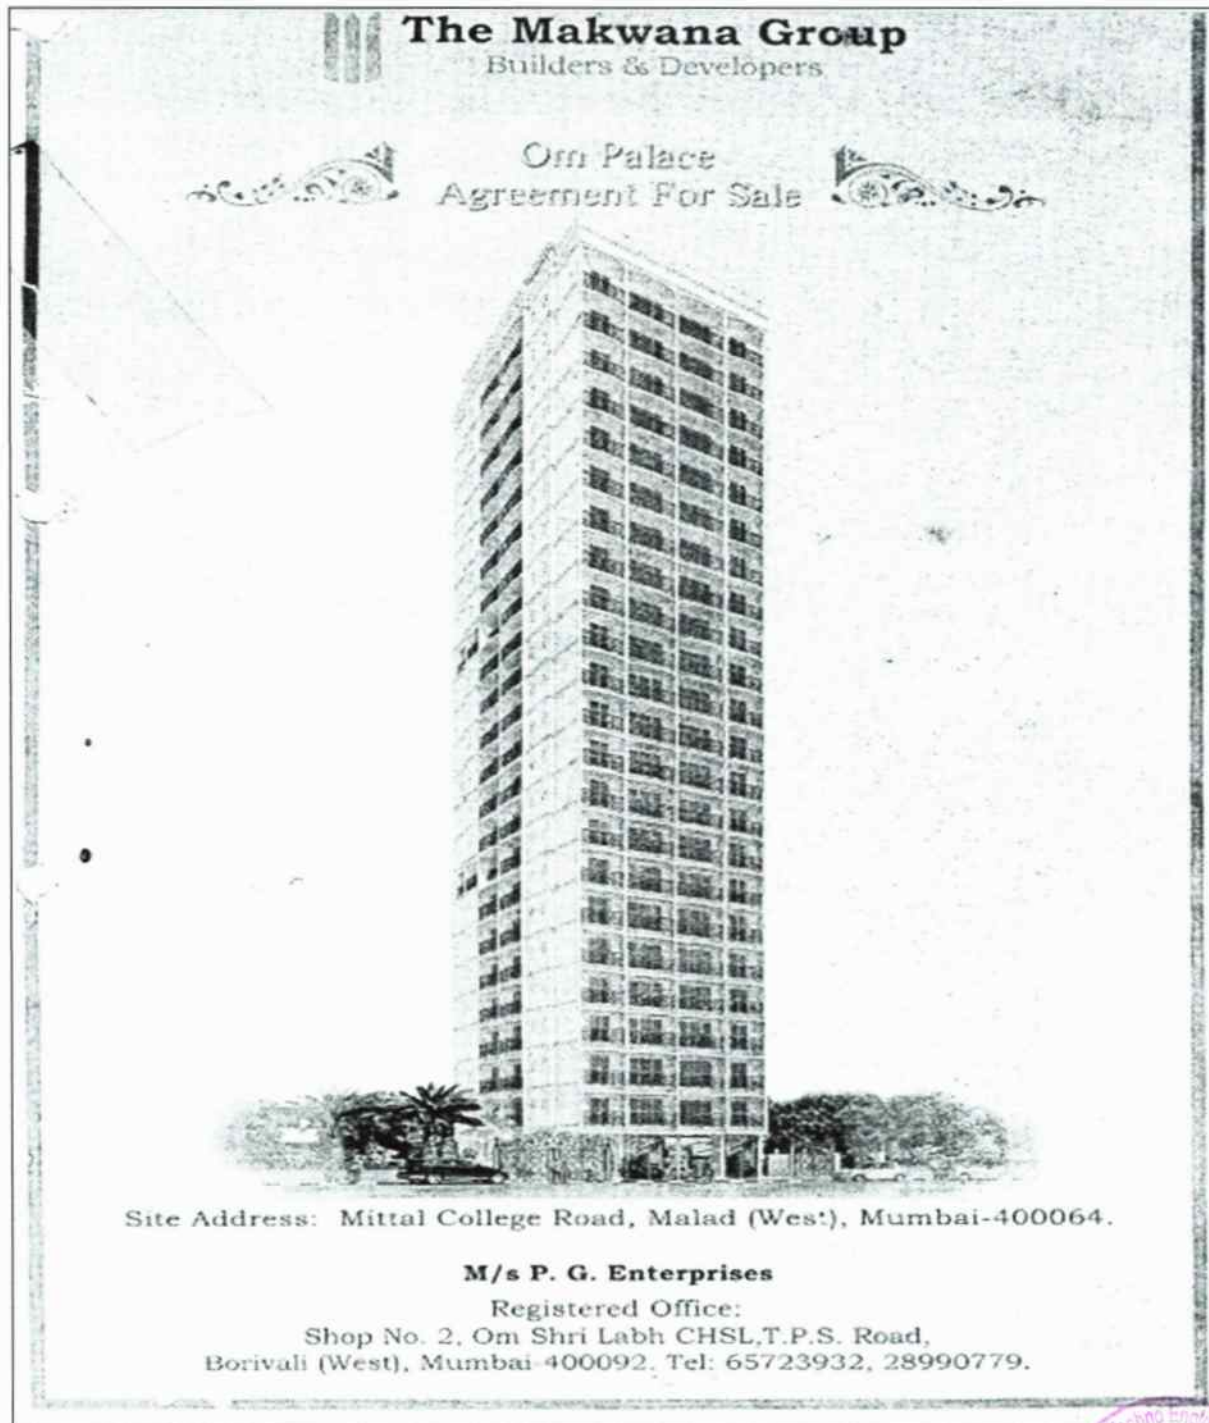 The Makwana Group
Builders & Developers
Om Palace
Agreement For Sale
Site Address: Mittal College Road, Malad (West), Mumbai-400064.
M/s P. G. Enterprises
Registered Office:
Shop No. 2, Om Shri Labh CHSL,T.P.S. Road,
Borivali (West), Mumbai-400092. Tel: 65723932, 28990779.